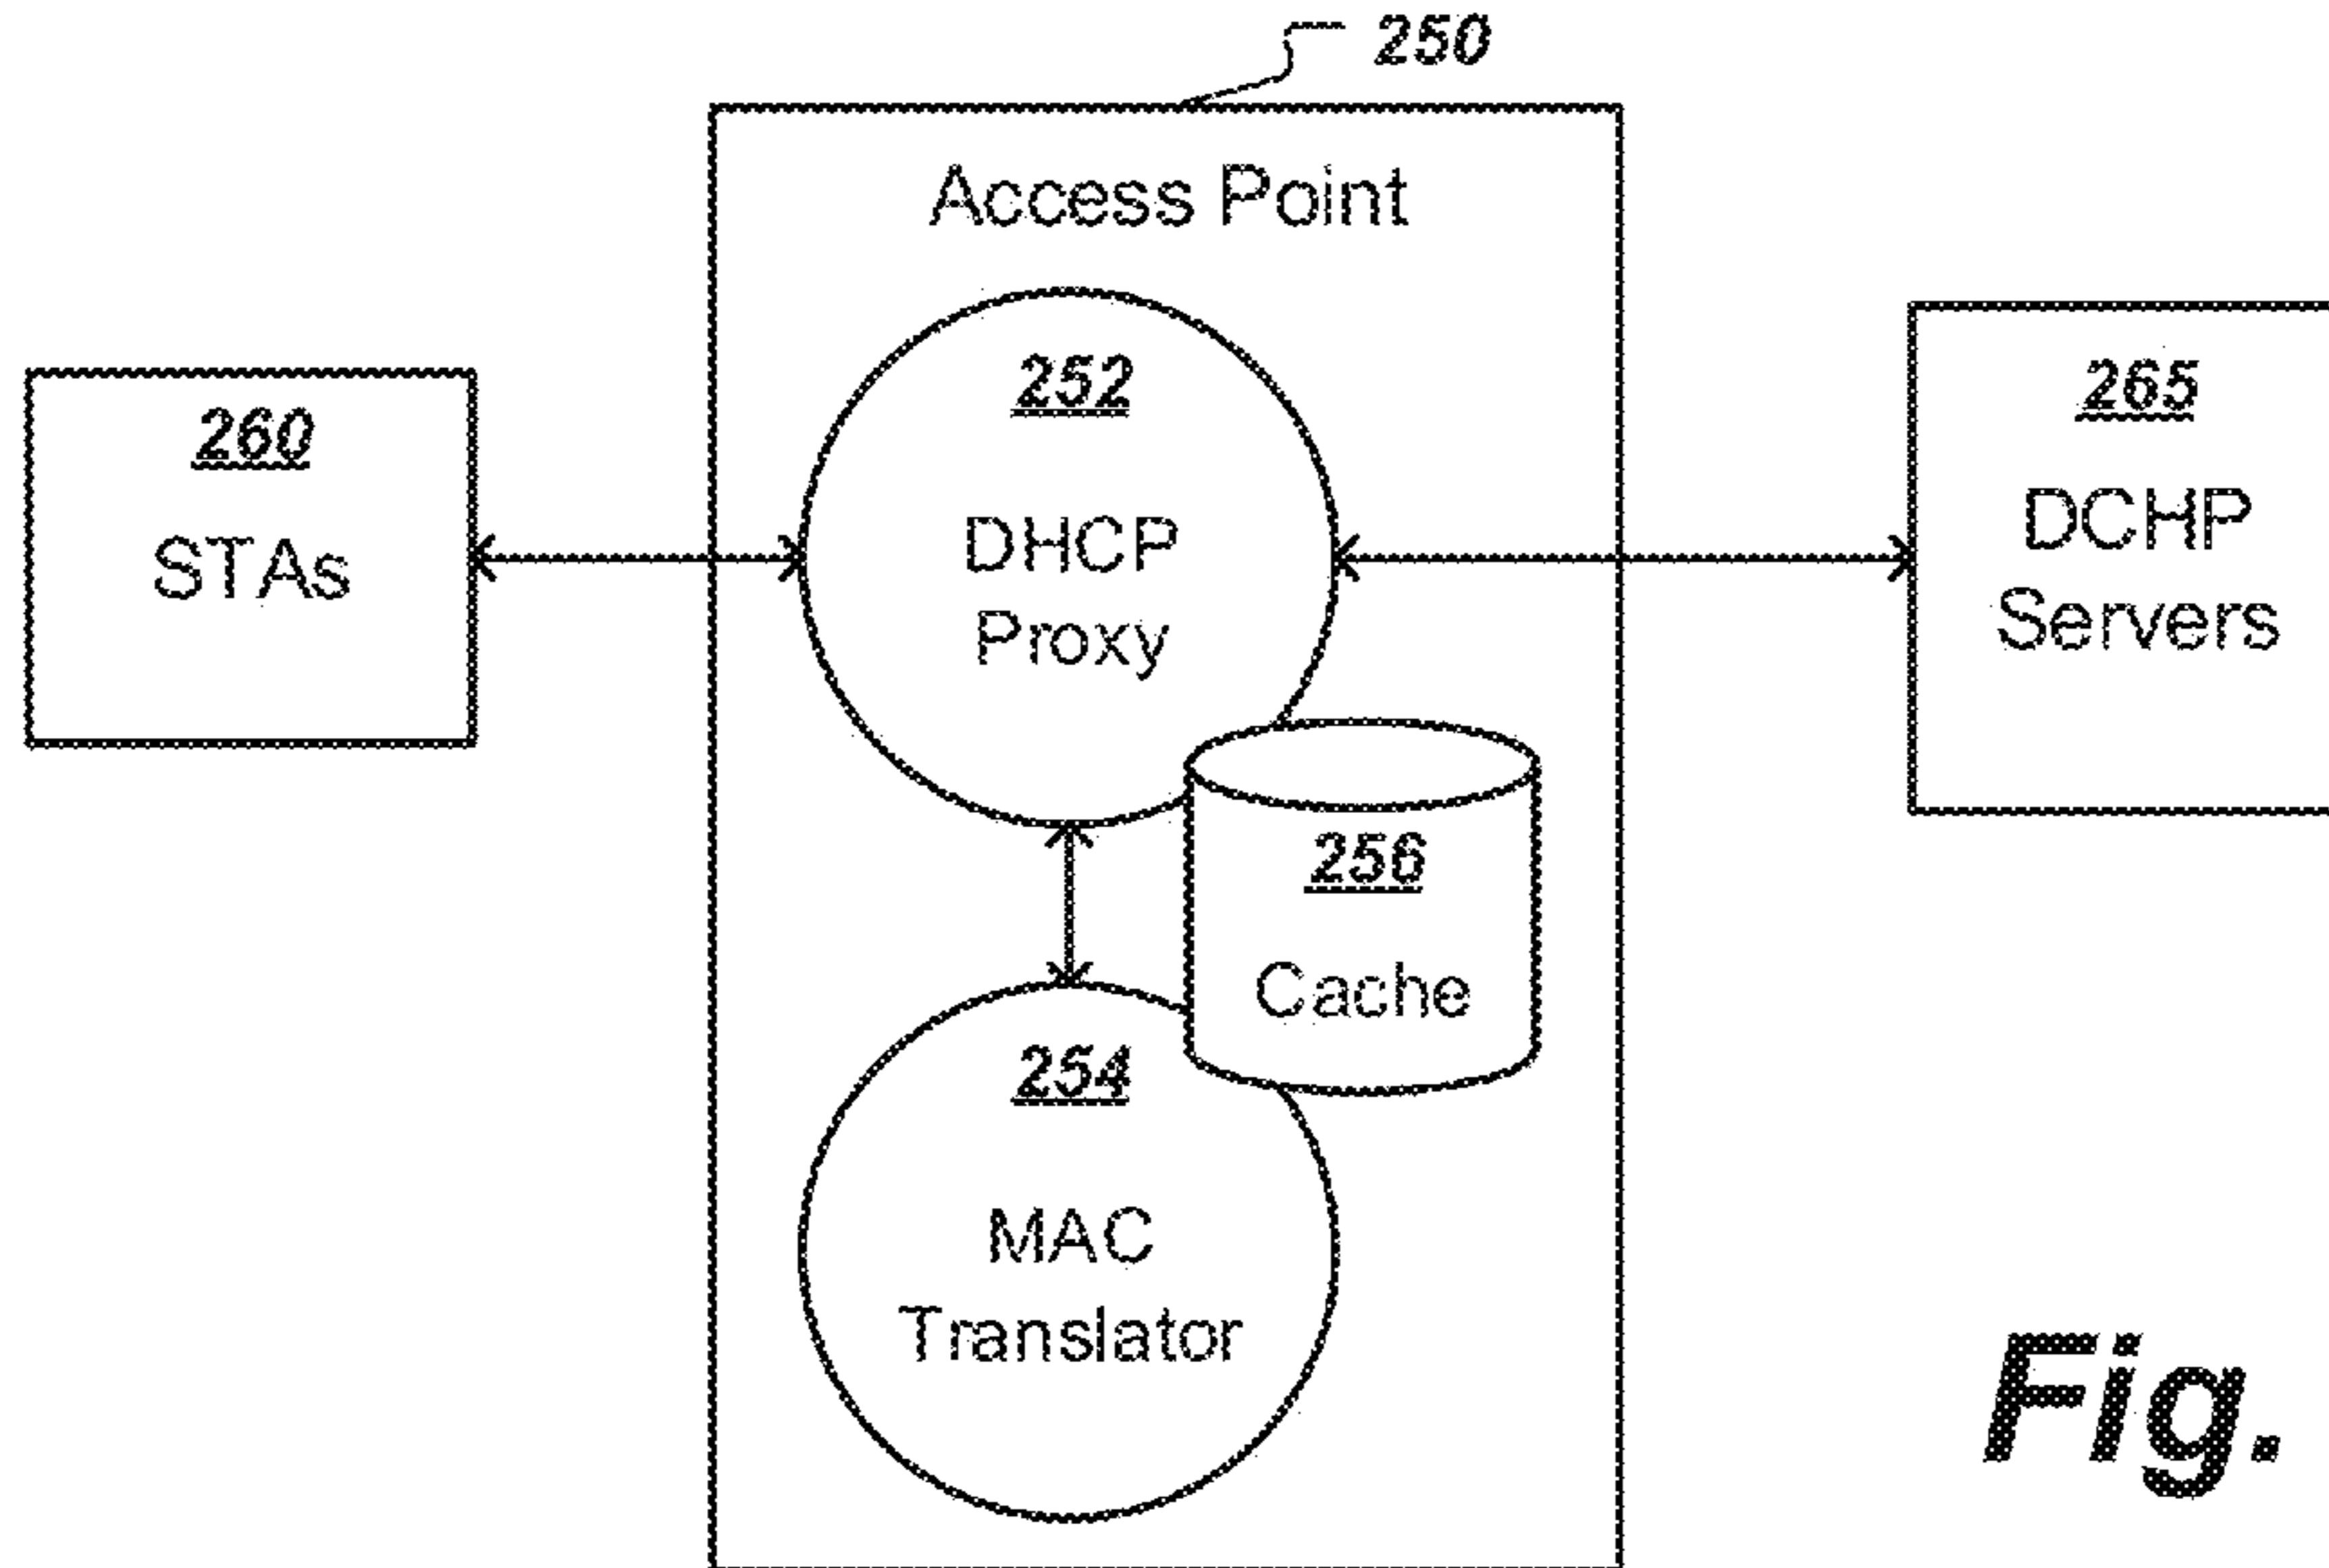 250
Access Point
252
DHCP
Proxy
260
STAs
265
DCHP
Servers
256
Cache
254
MAC
Translator
Fig.